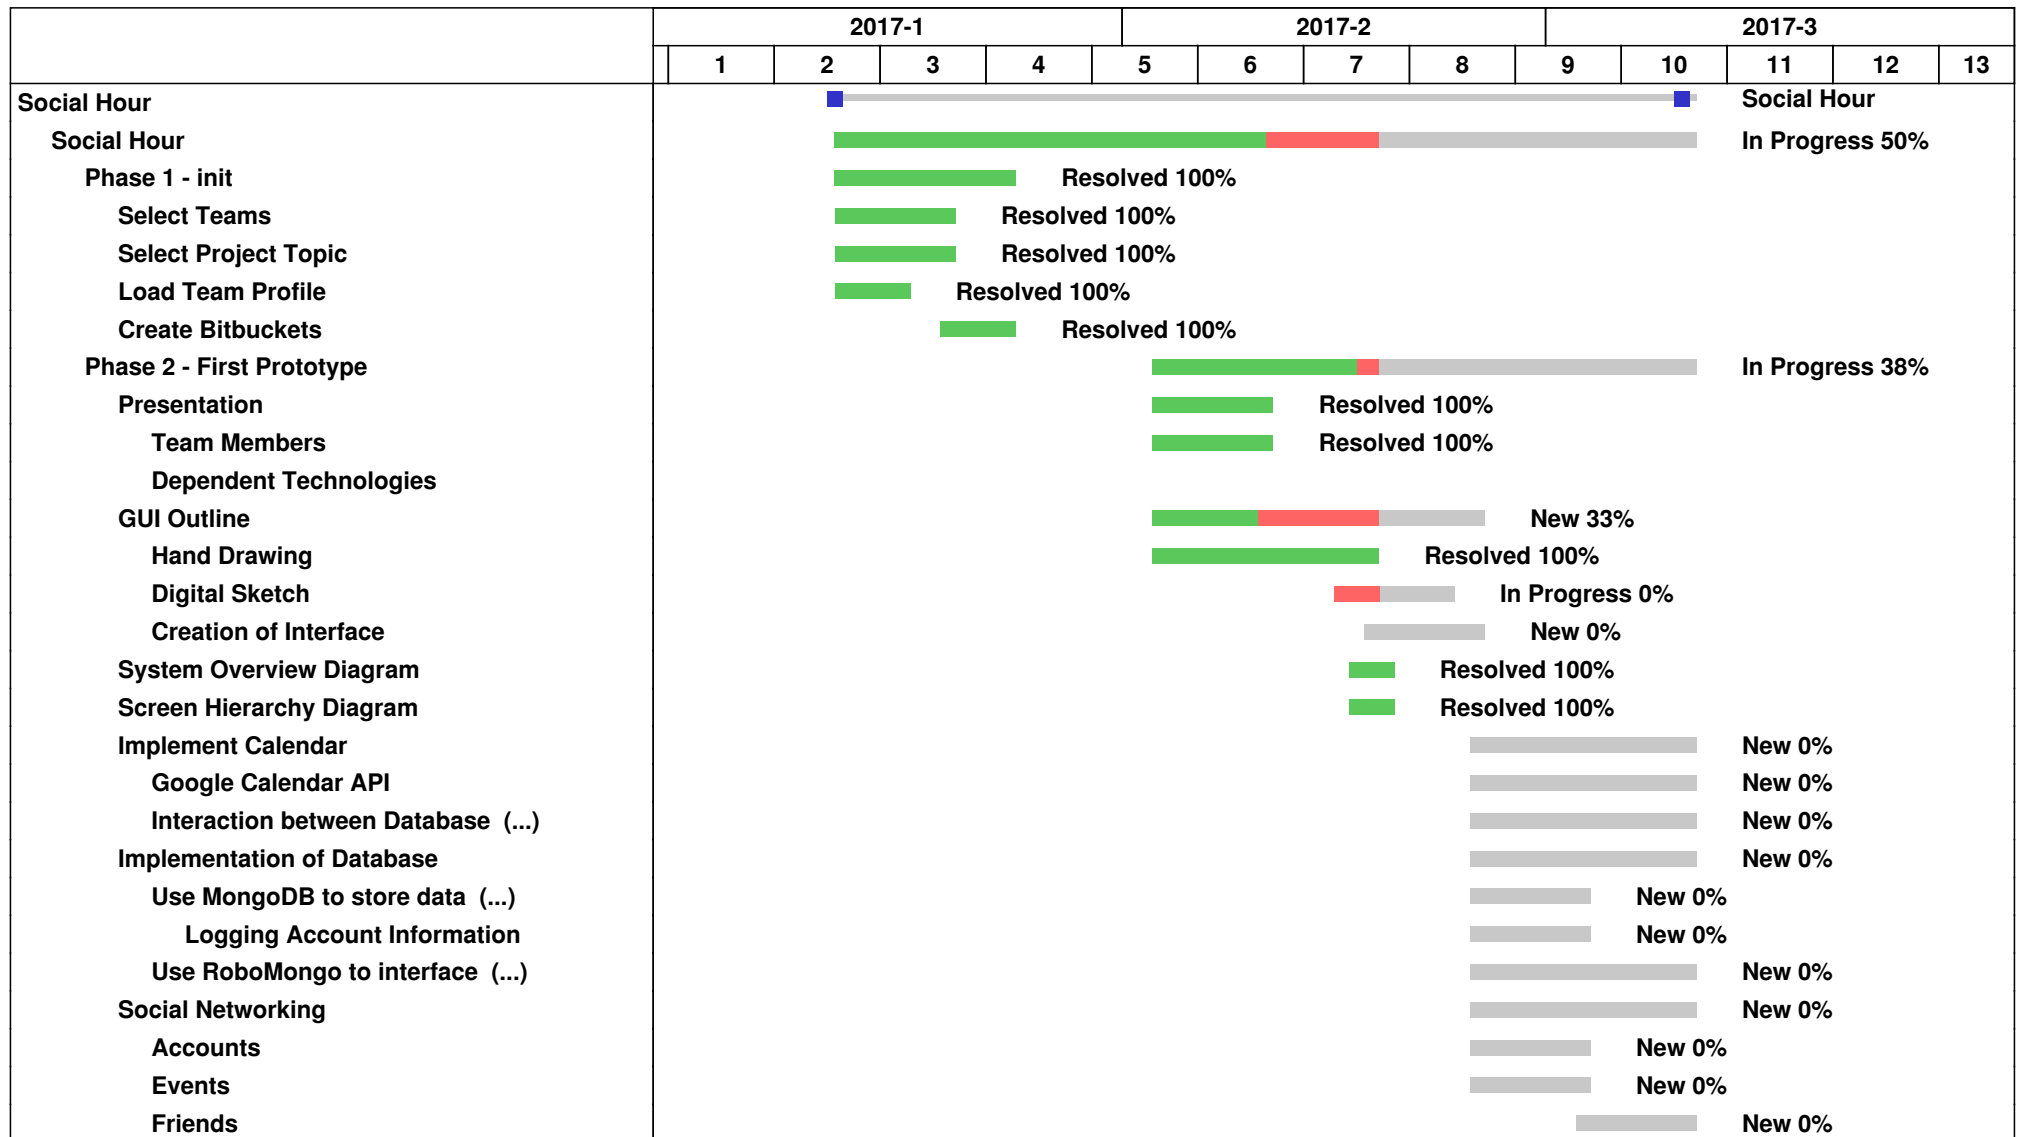 2017-1 2017-2 2017-3
1 2 3 4 5 6 7 8 9 10 11 12 13
Social Hour Social Hour
Social Hour In Progress 50%
Phase 1 - init Resolved 100%
Select Teams Resolved 100%
Select Project Topic Resolved 100%
Load Team Profile Resolved 100%
Create Bitbuckets Resolved 100%
Phase 2 - First Prototype In Progress 38%
Presentation Resolved 100%
Team Members Resolved 100%
Dependent Technologies
GUI Outline New 33%
Hand Drawing Resolved 100%
Digital Sketch In Progress 0%
Creation of Interface New 0%
System Overview Diagram Resolved 100%
Screen Hierarchy Diagram Resolved 100%
Implement Calendar New 0%
Google Calendar API New 0%
Interaction between Database (...) New 0%
Implementation of Database New 0%
Use MongoDB to store data (...) New 0%
Logging Account Information New 0%
Use RoboMongo to interface (...) New 0%
Social Networking New 0%
Accounts New 0%
Events New 0%
Friends New 0%